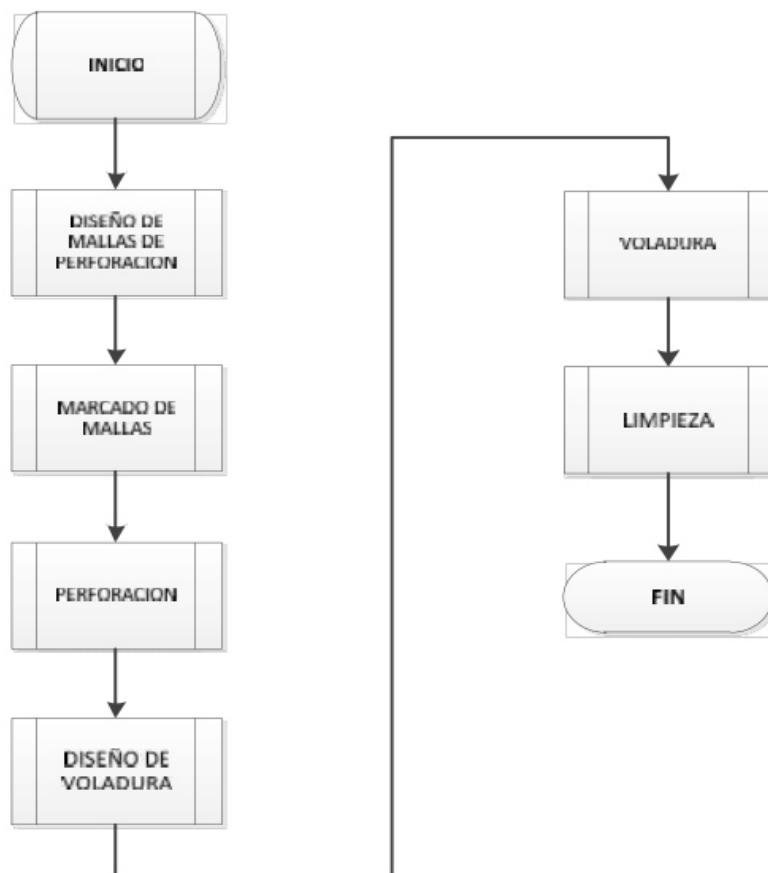 INICIO
DISEÑO DE
MALLAS DE
PERFORACION
MARCADO DE
MALLAS
PERFORACION
DISEÑO DE
VOLADURA
VOLADURA
LIMPIEZA
FIN